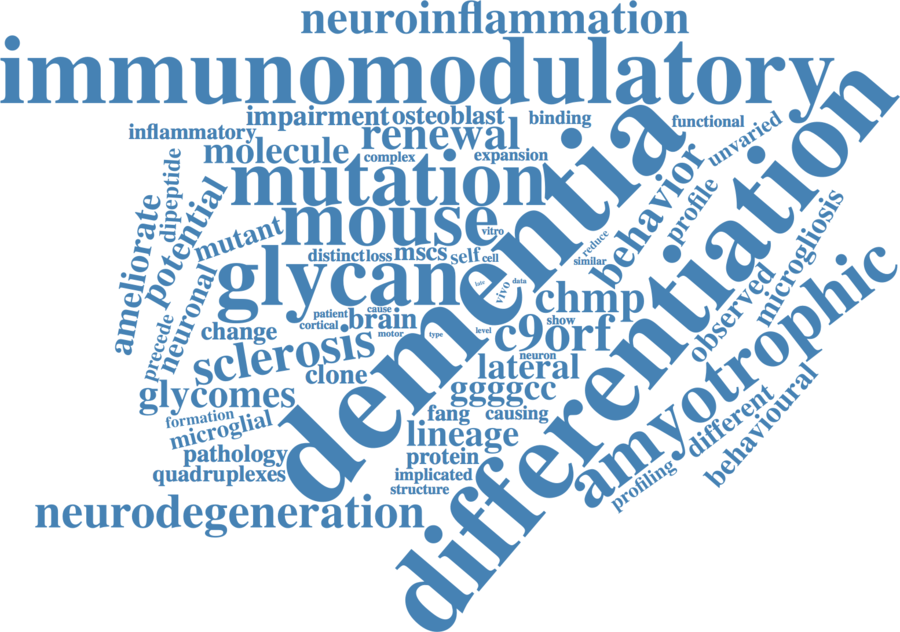 neuroinflammation
immunomodulatory
impairment
osteoblast
binding
functional
inflammatory
renewal
unvaried
molecule
complex
expansion
dementia
differentiation
mutation
behavior
profile
dipeptide
potential
ameliorate
mutant
mouse
vitro
reduce
microgliosis
distinct
loss
mscs
self
cell
similar
neuronal
glycan
late
vivo
data
chmp
observed
amyotrophic
precede
change
patient
cause
cortical
brain
motor
type
level
show
c9orf
sclerosis
neuron
lateral
clone
glycomes
ggggcc
different
behavioural
formation
microglial
fang
causing
lineage
pathology
protein
quadruplexes
implicated
profiling
structure
neurodegeneration